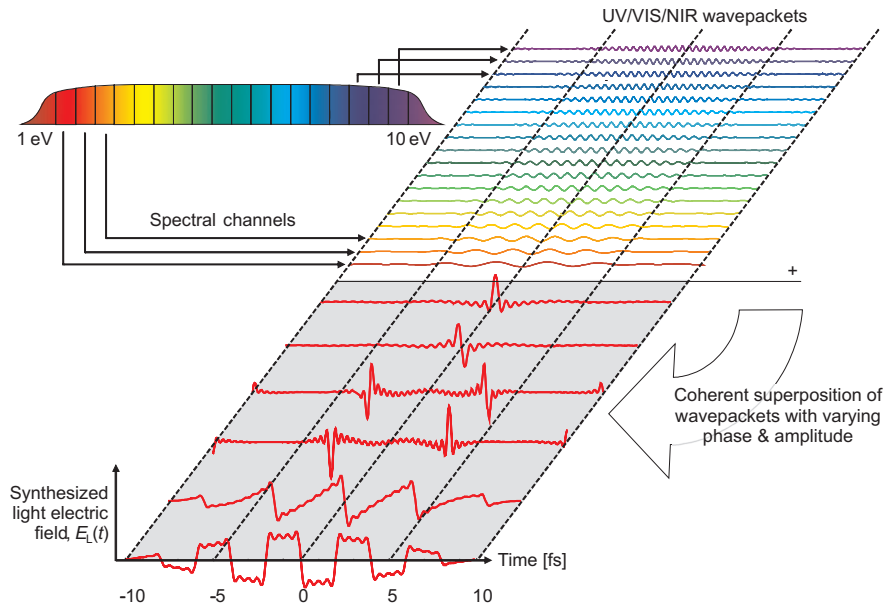 UV/VIS/NIR wavepackets
1 eV
10 eV
Spectral channels
+
Coherent superposition of
wavepackets with varying
phase & amplitude
Synthesized
light electric
field, E_L(t)
Time [fs]
-10
-5
0
5
10